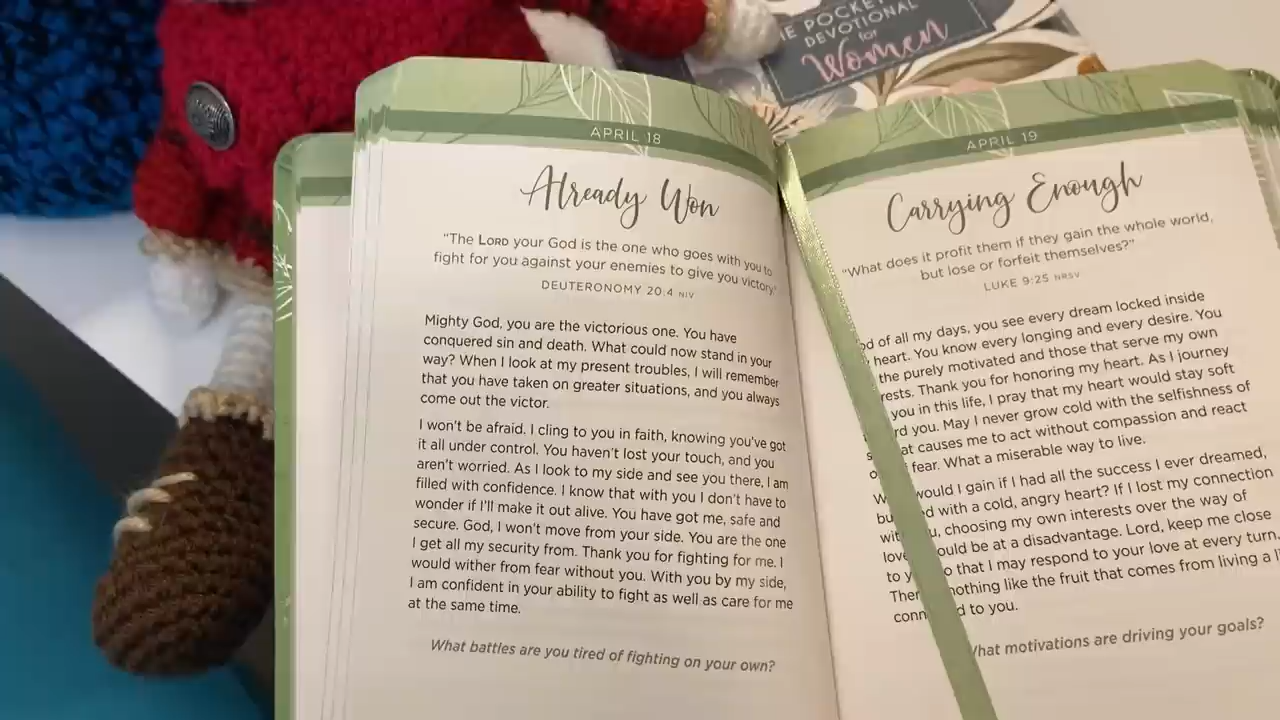 THE POCKET
DEVOTIONAL
for
Women
APRIL 18
Already Won
"The LORD your God is the one who goes with you to
fight for you against your enemies to give you victory."
DEUTERONOMY 20:4 NIV
Mighty God, you are the victorious one. You have
conquered sin and death. What could now stand in your
way? When I look at my present troubles, I will remember
that you have taken on greater situations, and you always
come out the victor.
I won't be afraid. I cling to you in faith, knowing you've got
it all under control. You haven't lost your touch, and you
aren't worried. As I look to my side and see you there, I am
filled with confidence. I know that with you I don't have to
wonder if I'll make it out alive. You have got me, safe and
secure. God, I won't move from your side. You are the one
I get all my security from. Thank you for fighting for me. I
would wither from fear without you. With you by my side,
I am confident in your ability to fight as well as care for me
at the same time.
What battles are you tired of fighting on your own?
APRIL 19
Carrying Enough
"What does it profit them if they gain the whole world,
but lose or forfeit themselves?"
LUKE 9:25 NRSV
of all my days, you see every dream locked inside
heart. You know every longing and every desire. You
the purely motivated and those that serve my own
Thank you for honoring my heart. As I journey
you in this life, I pray that my heart would stay soft
you. May I never grow cold with the selfishness of
causes me to act without compassion and react
fear. What a miserable way to live.
would I gain if I had all the success I ever dreamed,
with a cold, angry heart? If I lost my connection
choosing my own interests over the way of
be at a disadvantage. Lord, keep me close
to that I may respond to your love at every turn.
nothing like the fruit that comes from living a
to you.
What motivations are driving your goals?